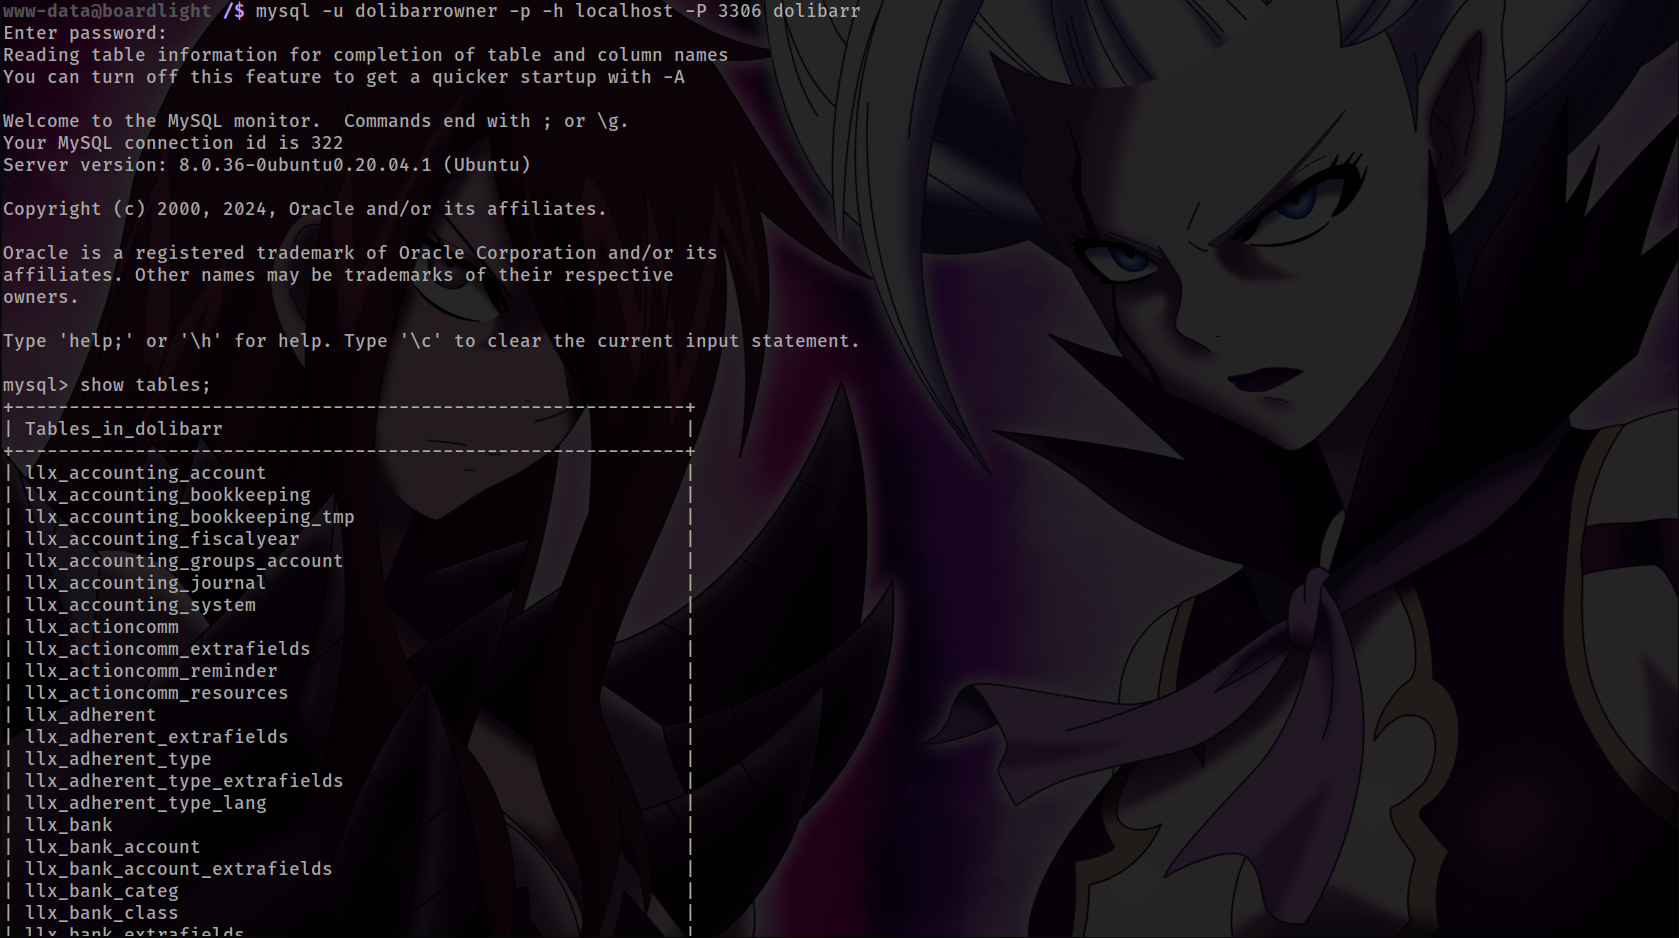 www-data@boardlight /$ mysql -u dolibarrowner -p -h localhost -P 3306 dolibarr
Enter password:
Reading table information for completion of table and column names
You can turn off this feature to get a quicker startup with -A
Welcome to the MySQL monitor.  Commands end with ; or \g.
Your MySQL connection id is 322
Server version: 8.0.36-0ubuntu0.20.04.1 (Ubuntu)
Copyright (c) 2000, 2024, Oracle and/or its affiliates.
Oracle is a registered trademark of Oracle Corporation and/or its
affiliates. Other names may be trademarks of their respective
owners.
Type 'help;' or '\h' for help. Type '\c' to clear the current input statement.
mysql> show tables;
+-------------------------------------------------------------+
| Tables_in_dolibarr                                          |
+-------------------------------------------------------------+
| llx_accounting_account                                      |
| llx_accounting_bookkeeping                                  |
| llx_accounting_bookkeeping_tmp                              |
| llx_accounting_fiscalyear                                   |
| llx_accounting_groups_account                               |
| llx_accounting_journal                                      |
| llx_accounting_system                                       |
| llx_actioncomm                                              |
| llx_actioncomm_extrafields                                  |
| llx_actioncomm_reminder                                     |
| llx_actioncomm_resources                                    |
| llx_adherent                                                |
| llx_adherent_extrafields                                    |
| llx_adherent_type                                           |
| llx_adherent_type_extrafields                               |
| llx_adherent_type_lang                                      |
| llx_bank                                                    |
| llx_bank_account                                            |
| llx_bank_account_extrafields                                |
| llx_bank_categ                                              |
| llx_bank_class                                              |
| llx_bank_extrafields                                        |